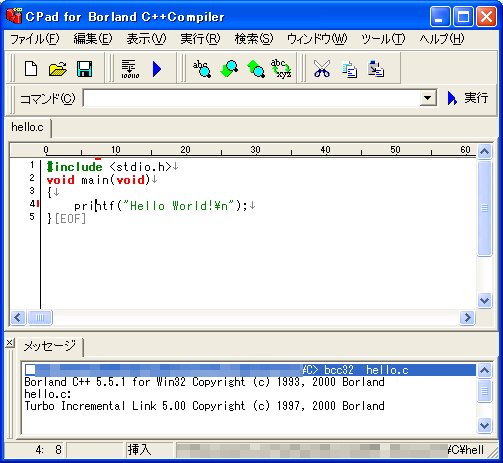 CPad for Borland C++Compiler
ファイル(F) 編集(E) 表示(V) 実行(R) 検索(S) ウィンドウ(W) ツール(T) ヘルプ(H)
コマンド(C) 実行
hello.c
0 10 20 30 40 50 60
1 #include <stdio.h>↓
2 void main(void)↓
3 {↓
4 printf("Hello World!¥n");↓
5 }[EOF]
メッセージ
¥C> bcc32 hello.c
Borland C++ 5.5.1 for Win32 Copyright (c) 1993, 2000 Borland
hello.c:
Turbo Incremental Link 5.00 Copyright (c) 1997, 2000 Borland
4: 8 挿入 ¥C¥hell